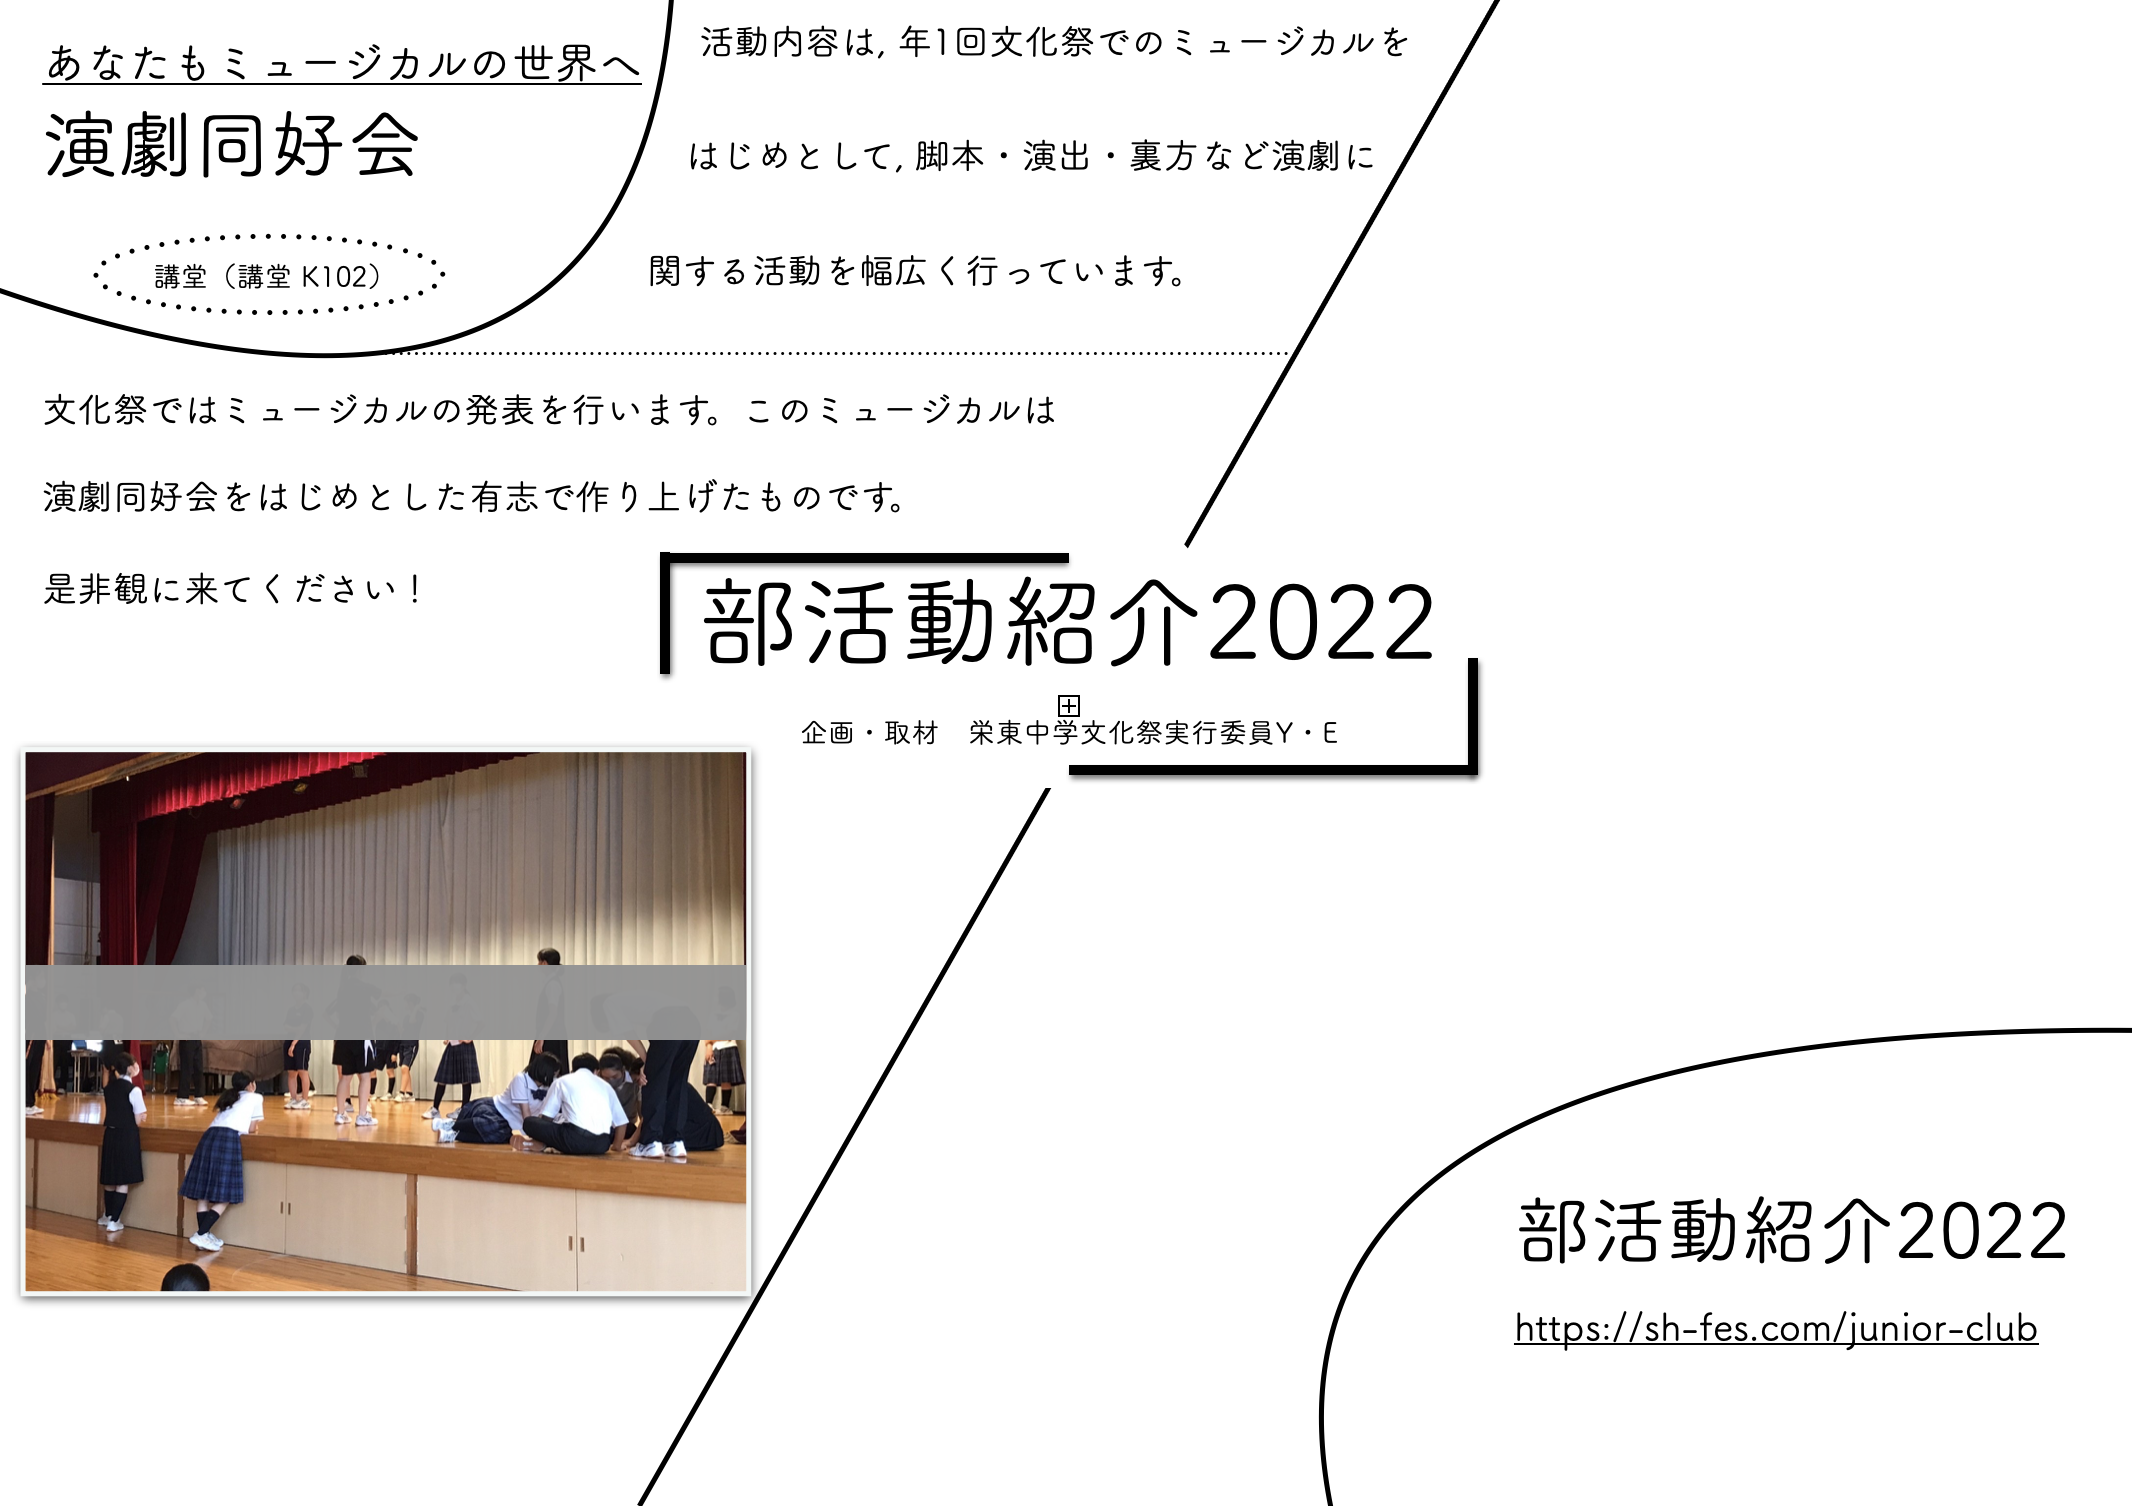 あなたもミュージカルの世界へ
演劇同好会
講堂（講堂 K102）
活動内容は, 年1回文化祭でのミュージカルを
はじめとして, 脚本・演出・裏方など演劇に
関する活動を幅広く行っています。
文化祭ではミュージカルの発表を行います。このミュージカルは
演劇同好会をはじめとした有志で作り上げたものです。
是非観に来てください！
部活動紹介2022
企画・取材　栄東中学文化祭実行委員Y・E
部活動紹介2022
https://sh-fes.com/junior-club